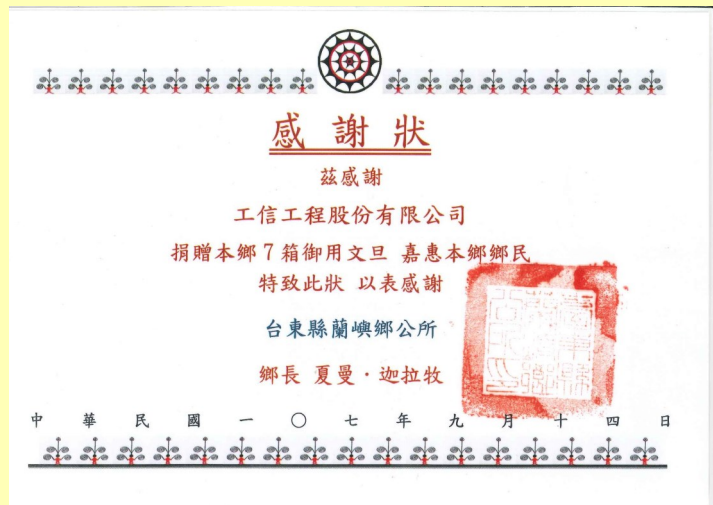 感謝狀
茲感謝
工信工程股份有限公司
捐贈本鄉7箱御用文旦 嘉惠本鄉鄉民
特致此狀 以表感謝
台東縣蘭嶼鄉公所
鄉長 夏曼・迦拉牧
中華民國一〇七年九月十四日